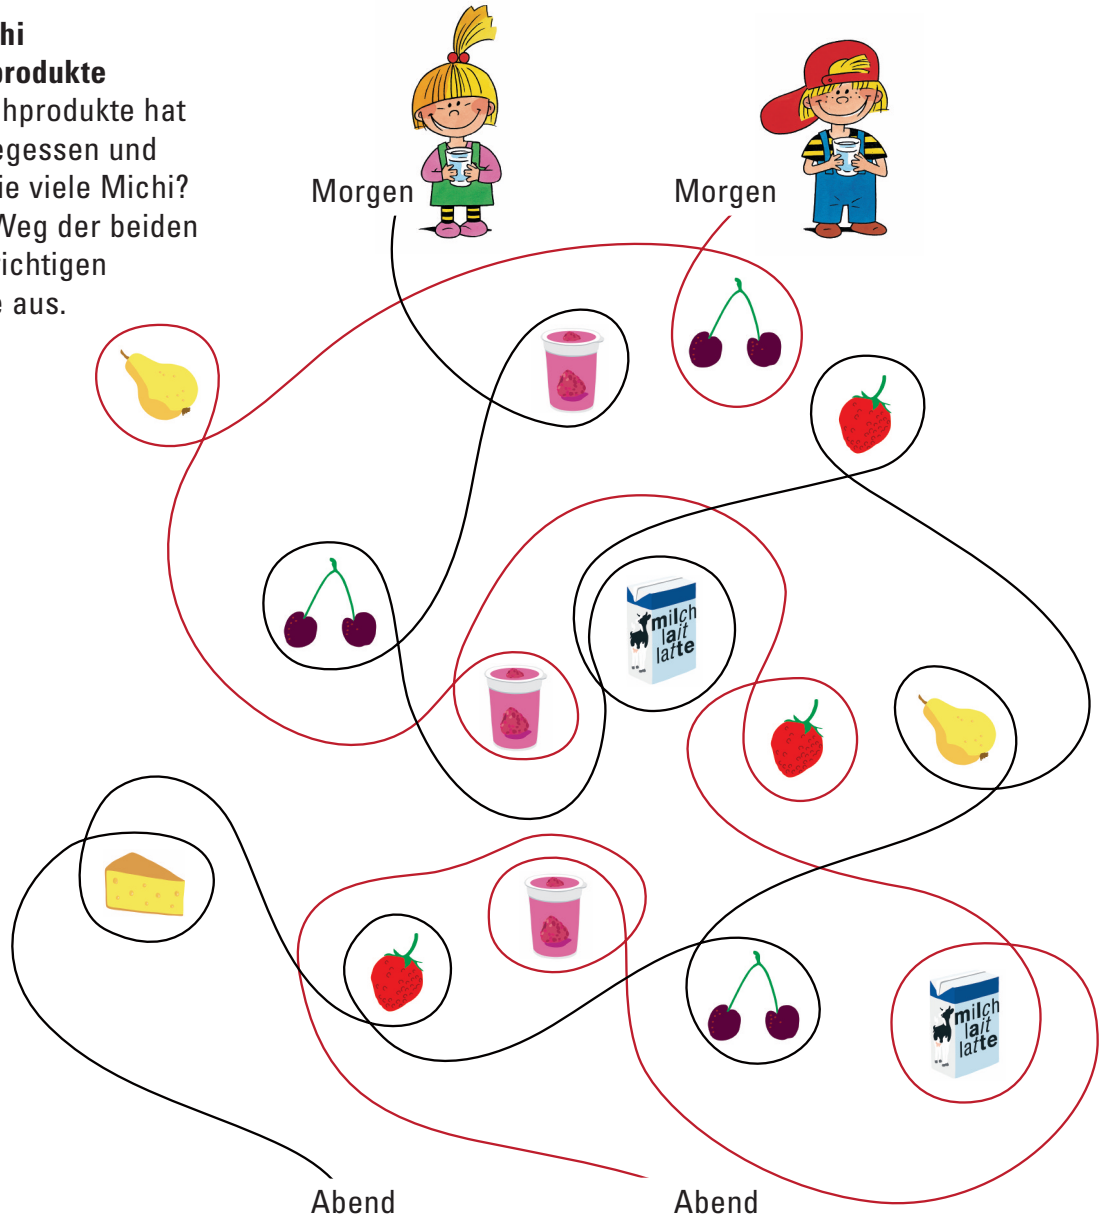 hi
produkte
hprodukte hat
egessen und
ie viele Michi?
Weg der beiden
ichtigen
e aus.
Morgen
Morgen
milch
lait
latte
milch
lait
latte
Abend
Abend